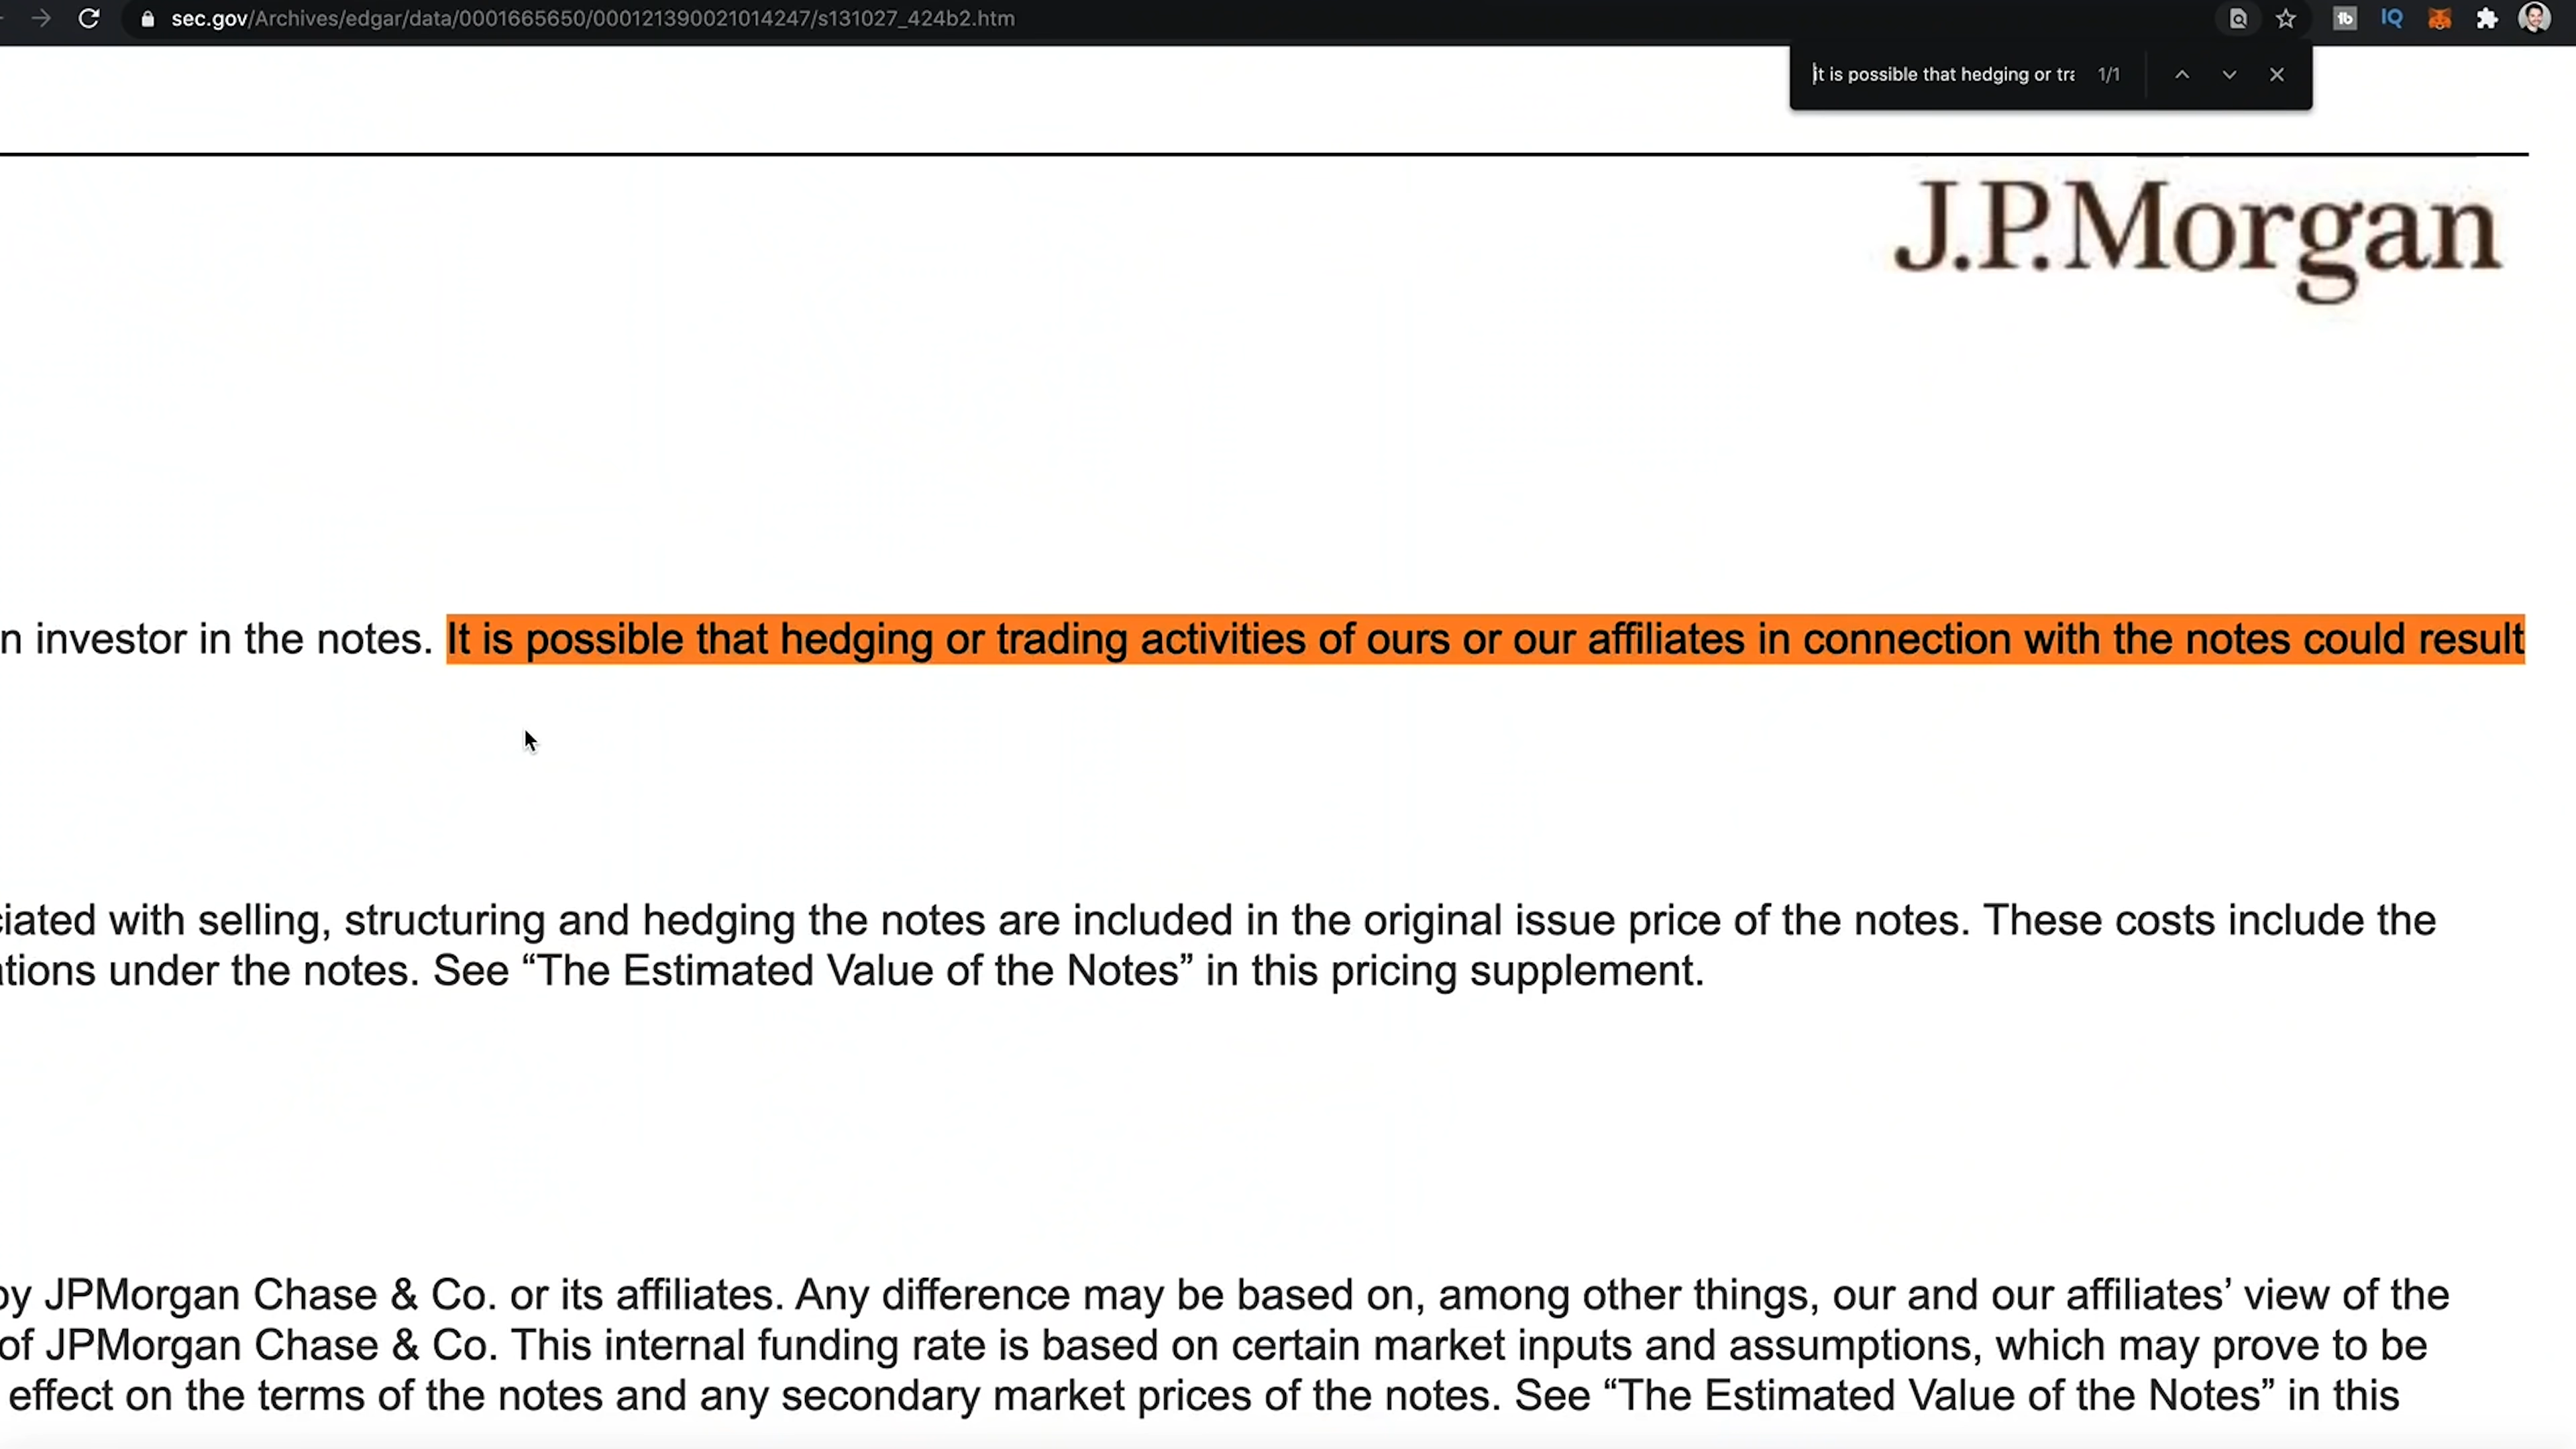 sec.gov/Archives/edgar/data/0001665650/000121390021014247/s131027_424b2.htm
tb IQ
it is possible that hedging or tra 1/1
J.P.Morgan
n investor in the notes. It is possible that hedging or trading activities of ours or our affiliates in connection with the notes could result
ciated with selling, structuring and hedging the notes are included in the original issue price of the notes. These costs include the
ations under the notes. See “The Estimated Value of the Notes” in this pricing supplement.
by JPMorgan Chase & Co. or its affiliates. Any difference may be based on, among other things, our and our affiliates’ view of the
of JPMorgan Chase & Co. This internal funding rate is based on certain market inputs and assumptions, which may prove to be
effect on the terms of the notes and any secondary market prices of the notes. See “The Estimated Value of the Notes” in this